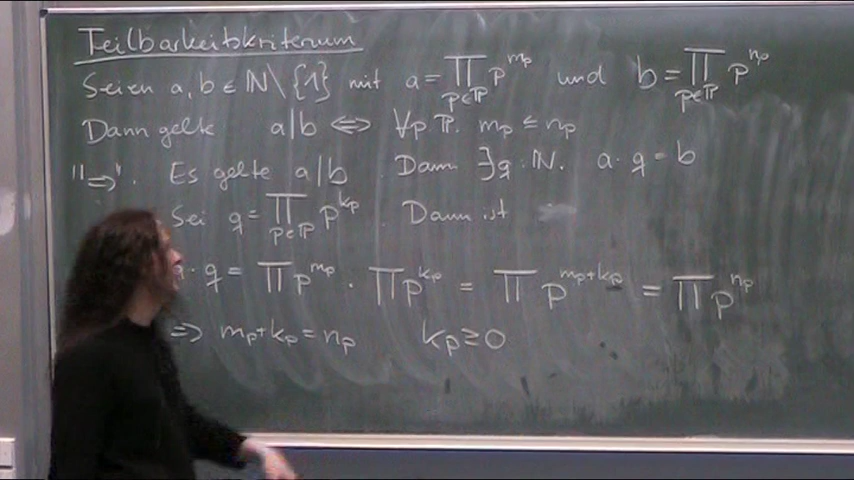 Teilbarkeitskriterium
Seien a, b ∈ ℕ\{1} mit a = ∏_{p∈ℙ} p^{m_p} und b = ∏_{p∈ℙ} p^{n_p}
Dann gelte a|b ⇔ ∀p ℙ. m_p ≤ n_p
"⇒". Es gelte a|b. Dann ∃q:ℕ. a·q = b
Sei q = ∏_{p∈ℙ} p^{k_p}. Dann ist
· q = ∏ p^{m_p} · ∏ p^{k_p} = ∏ p^{m_p+k_p} = ∏ p^{n_p}
⇒ m_p + k_p = n_p k_p ≥ 0